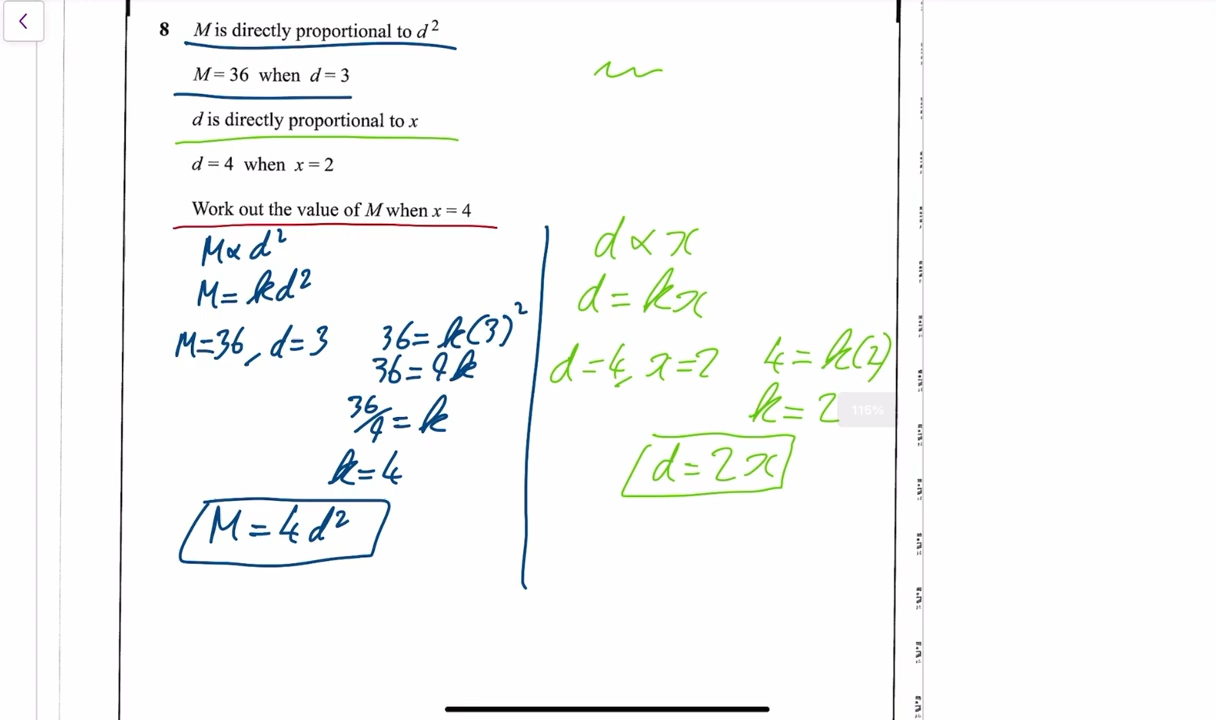 8 M is directly proportional to d²
M = 36 when d = 3
d is directly proportional to x
d = 4 when x = 2
Work out the value of M when x = 4
M ∝ d²
M = kd²
M=36, d=3
36 = k(3)²
36 = 9k
36/9 = k
k = 4
M = 4d²
d ∝ x
d = kx
d = 4, x = 2
4 = k(2)
k = 2
115%
d = 2x